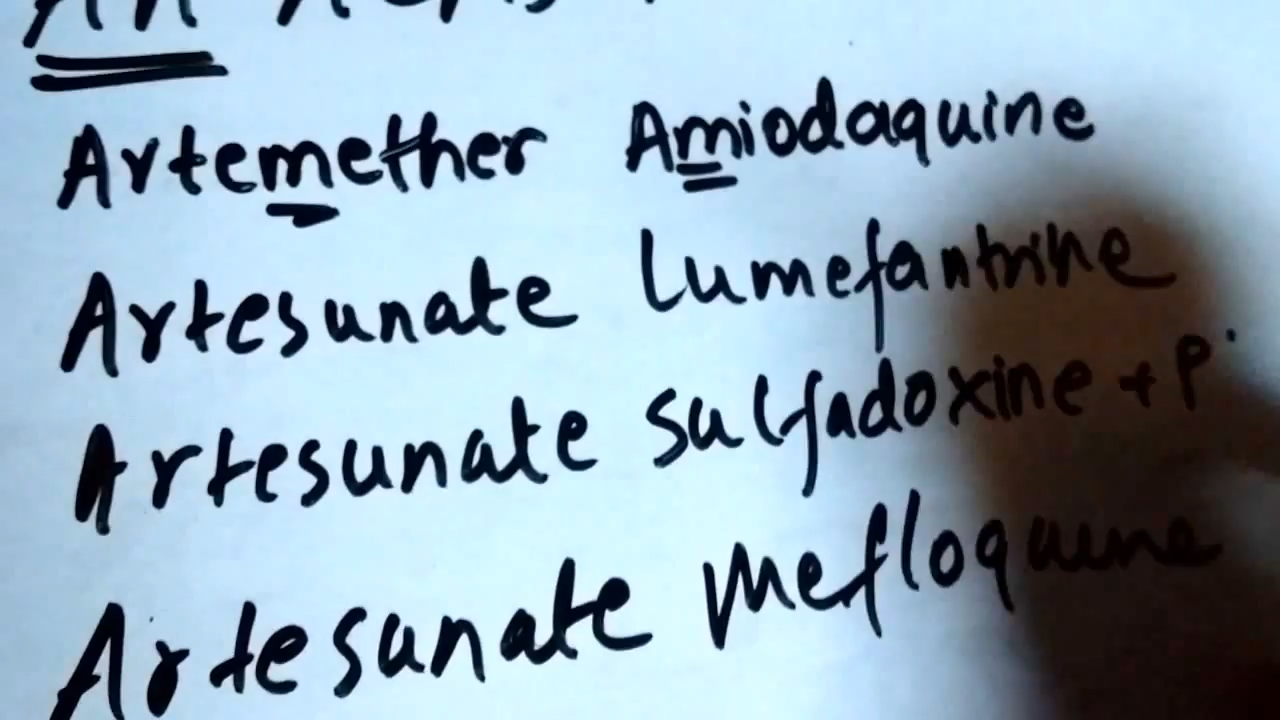 Artemether Amiodaquine
Artesunate Lumefantrine
Artesunate sulfadoxine + P
Artesunate Mefloquine